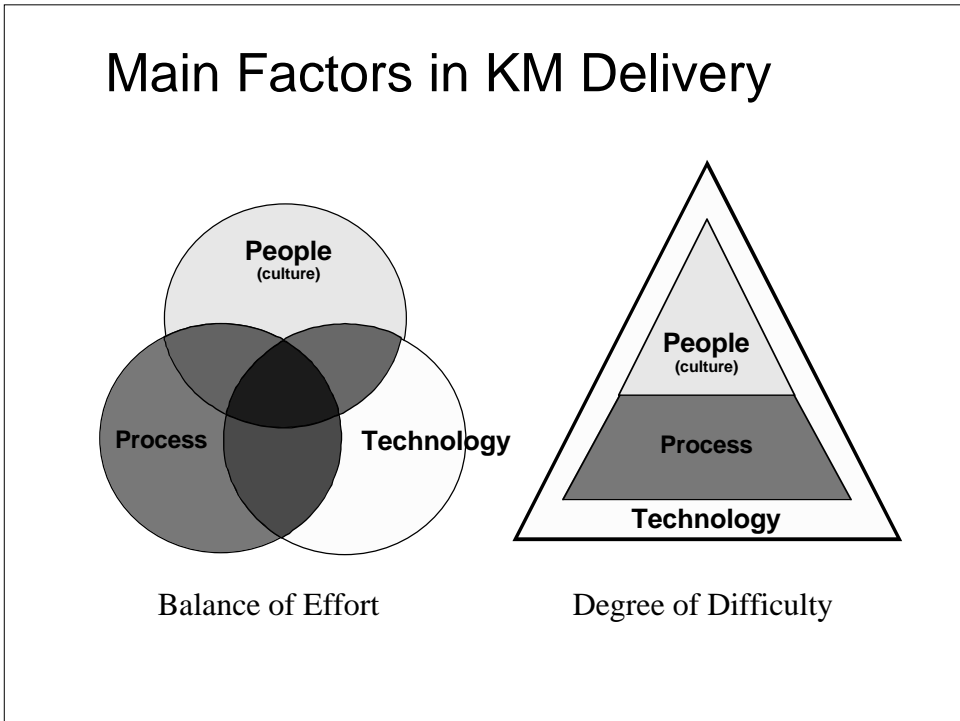 Main Factors in KM Delivery
People
(culture)
Process
Technology
Balance of Effort
People
(culture)
Process
Technology
Degree of Difficulty